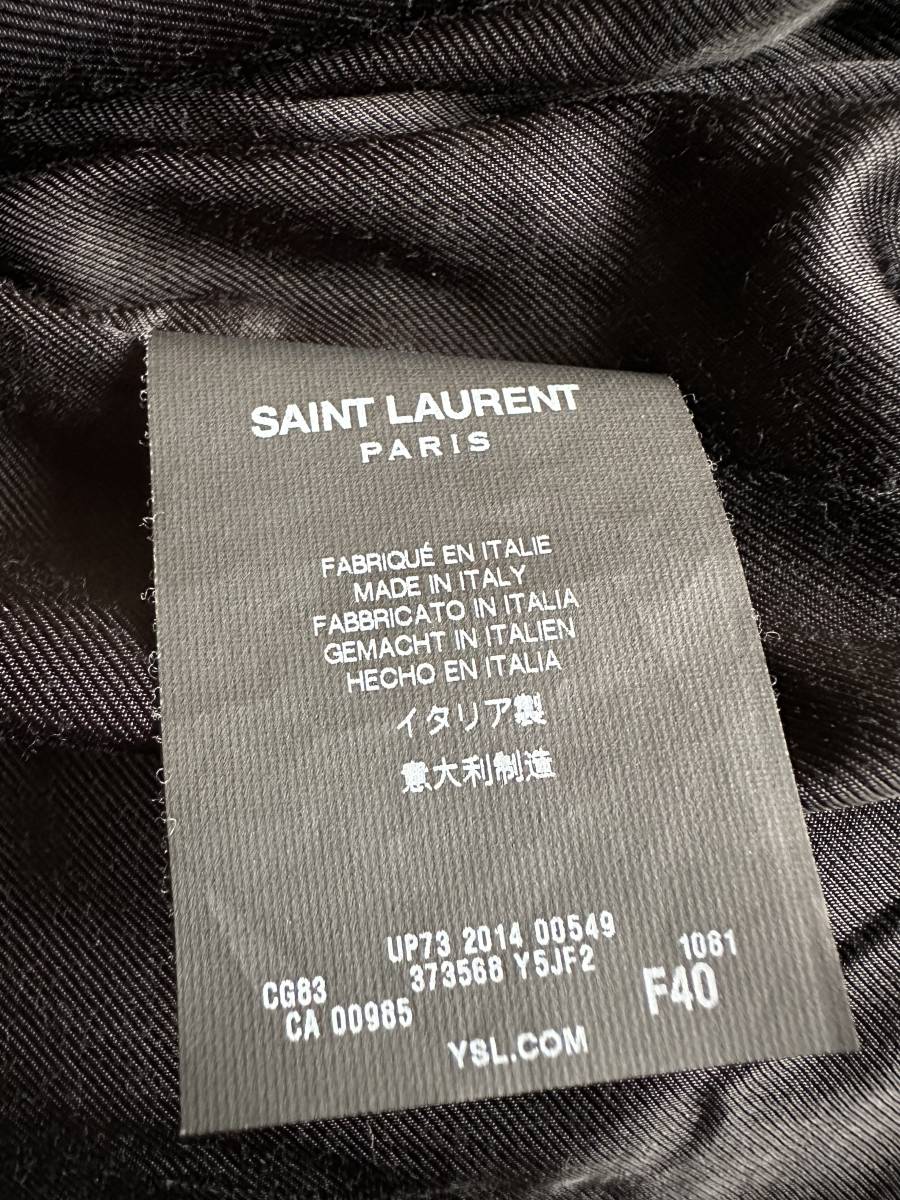 SAINT LAURENT
PARIS
FABRIQUÉ EN ITALIE
MADE IN ITALY
FABBRICATO IN ITALIA
GEMACHT IN ITALIEN
HECHO EN ITALIA
イタリア製
意大利制造
UP73 2014 00549
CG83 373568 Y5JF2 1061
CA 00985 F40
YSL.COM